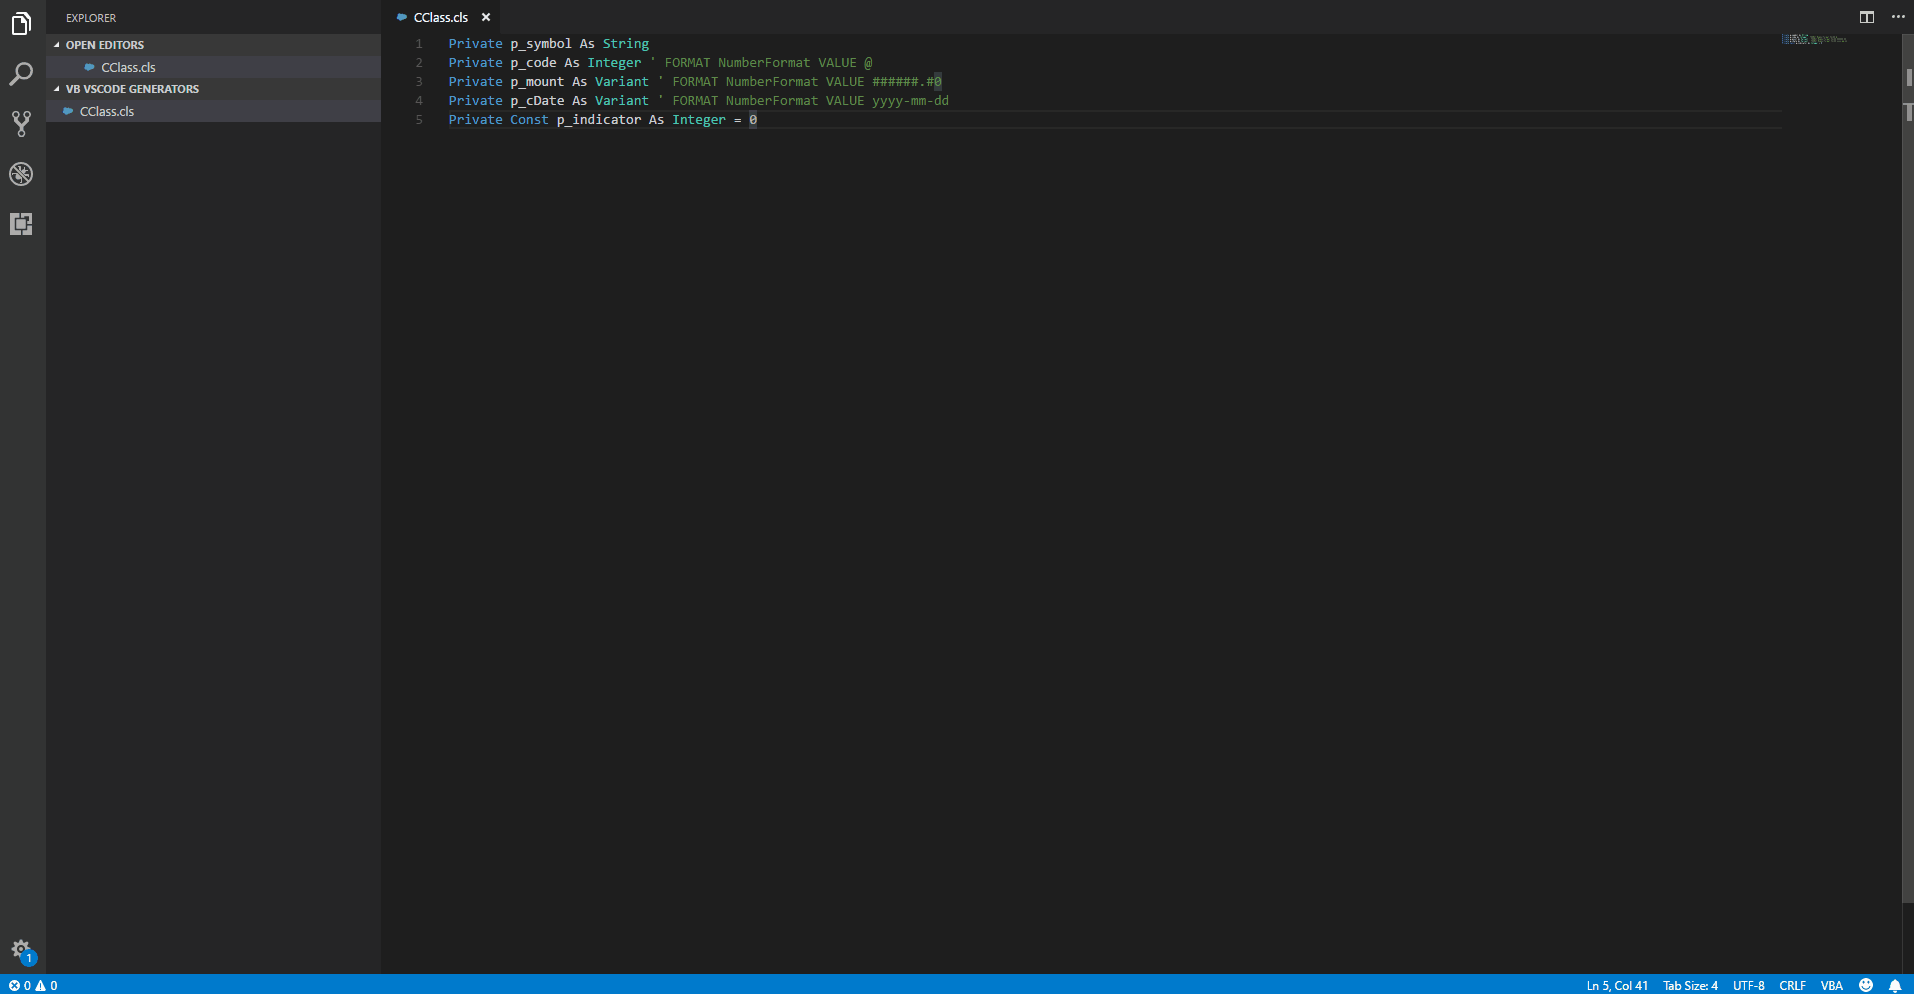 EXPLORER
OPEN EDITORS
CClass.cls
VB VSCODE GENERATORS
CClass.cls
CClass.cls
1 Private p_symbol As String
2 Private p_code As Integer ' FORMAT NumberFormat VALUE @
3 Private p_mount As Variant ' FORMAT NumberFormat VALUE ######.#0
4 Private p_cDate As Variant ' FORMAT NumberFormat VALUE yyyy-mm-dd
5 Private Const p_indicator As Integer = 0
1
0 0 Ln 5, Col 41 Tab Size: 4 UTF-8 CRLF VBA